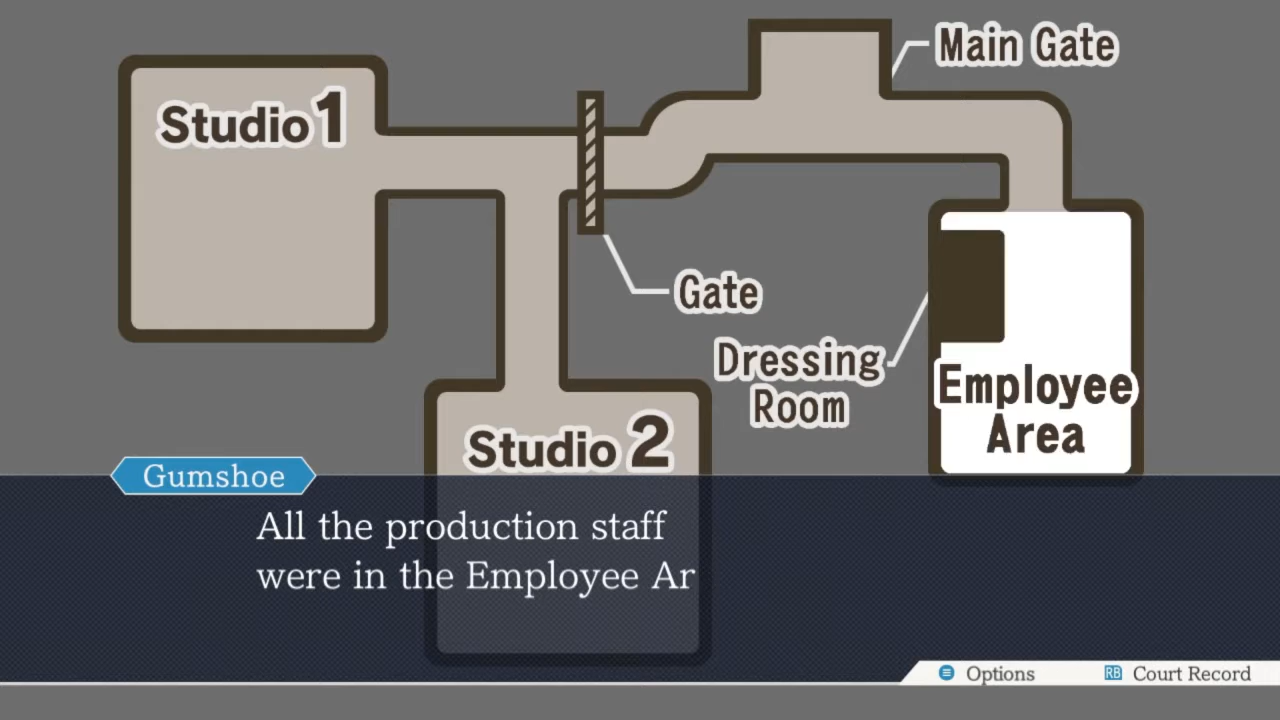 Main Gate
Studio 1
Gate
Dressing
Room
Employee
Area
Studio 2
Gumshoe
All the production staff
were in the Employee Ar
Options
RB Court Record